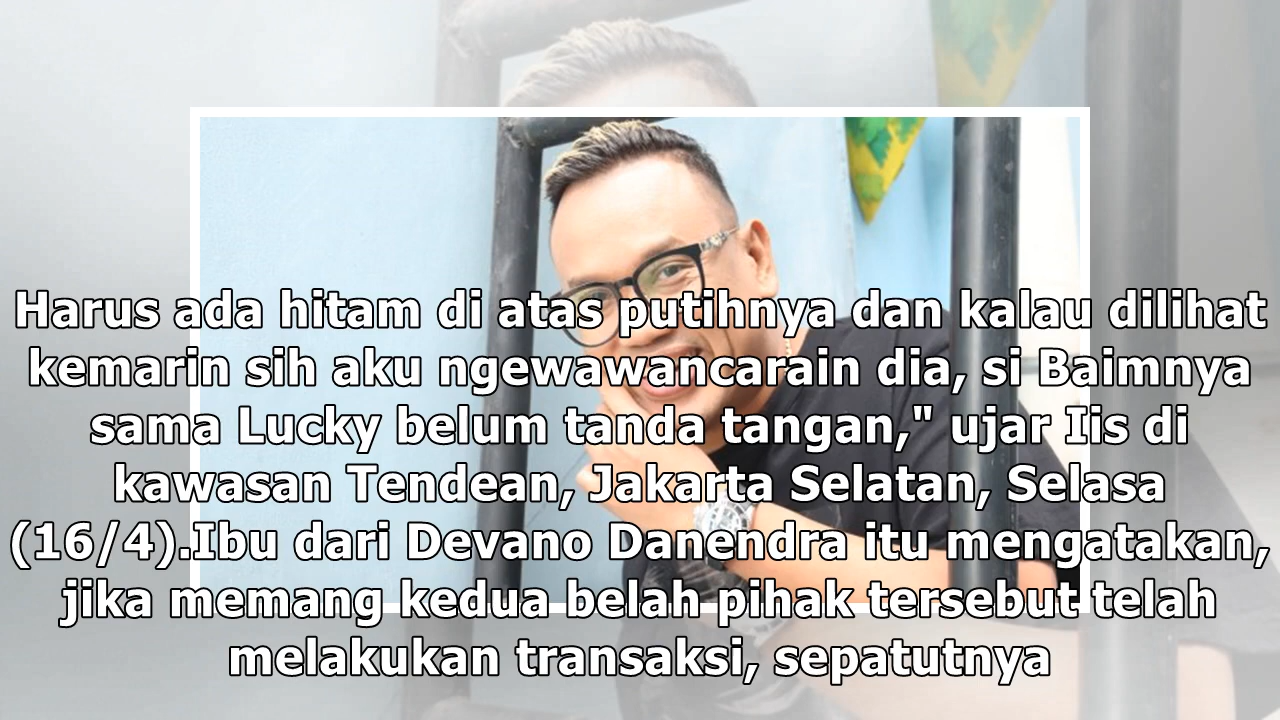 Harus ada hitam di atas putihnya dan kalau dilihat
kemarin sih aku ngewawancarain dia, si Baimnya
sama Lucky belum tanda tangan," ujar Iis di
kawasan Tendean, Jakarta Selatan, Selasa
(16/4).Ibu dari Devano Danendra itu mengatakan,
jika memang kedua belah pihak tersebut telah
melakukan transaksi, sepatutnya